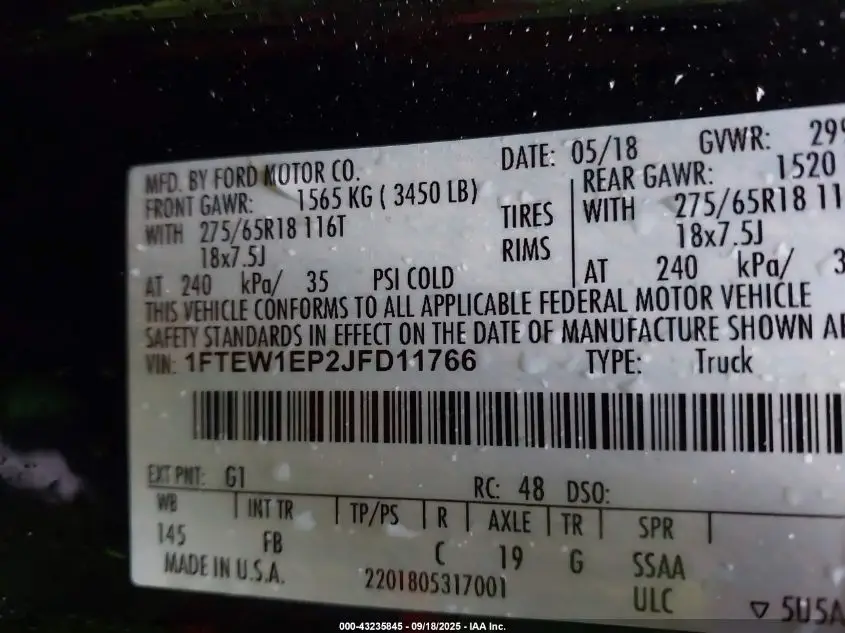 MFD. BY FORD MOTOR CO.
DATE: 05/18 GVWR: 299
FRONT GAWR: 1565 KG ( 3450 LB)
REAR GAWR: 1520
WITH 275/65R18 116T
TIRES
WITH 275/65R18 11
18x7.5J
RIMS
18x7.5J
AT 240 kPa/ 35 PSI COLD
AT 240 kPa/ 3
THIS VEHICLE CONFORMS TO ALL APPLICABLE FEDERAL MOTOR VEHICLE
SAFETY STANDARDS IN EFFECT ON THE DATE OF MANUFACTURE SHOWN
VIN: 1FTEW1EP2JFD11766 TYPE: Truck
EXT PNT: G1 RC: 48 DSO:
WB INT TR TP/PS R AXLE TR SPR
145 FB C 19 G SSAA
MADE IN U.S.A. 2201805317001 ULC
▽ 5U5A
000-43235845 - 09/18/2025 - IAA Inc.